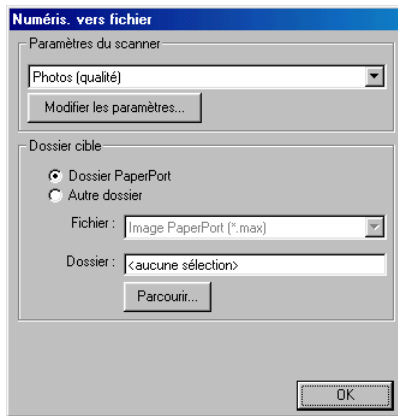 Numéris. vers fichier
Paramètres du scanner
Photos (qualité)
Modifier les paramètres...
Dossier cible
Dossier PaperPort
Autre dossier
Fichier : Image PaperPort (*.max)
Dossier : <aucune sélection>
Parcourir...
OK